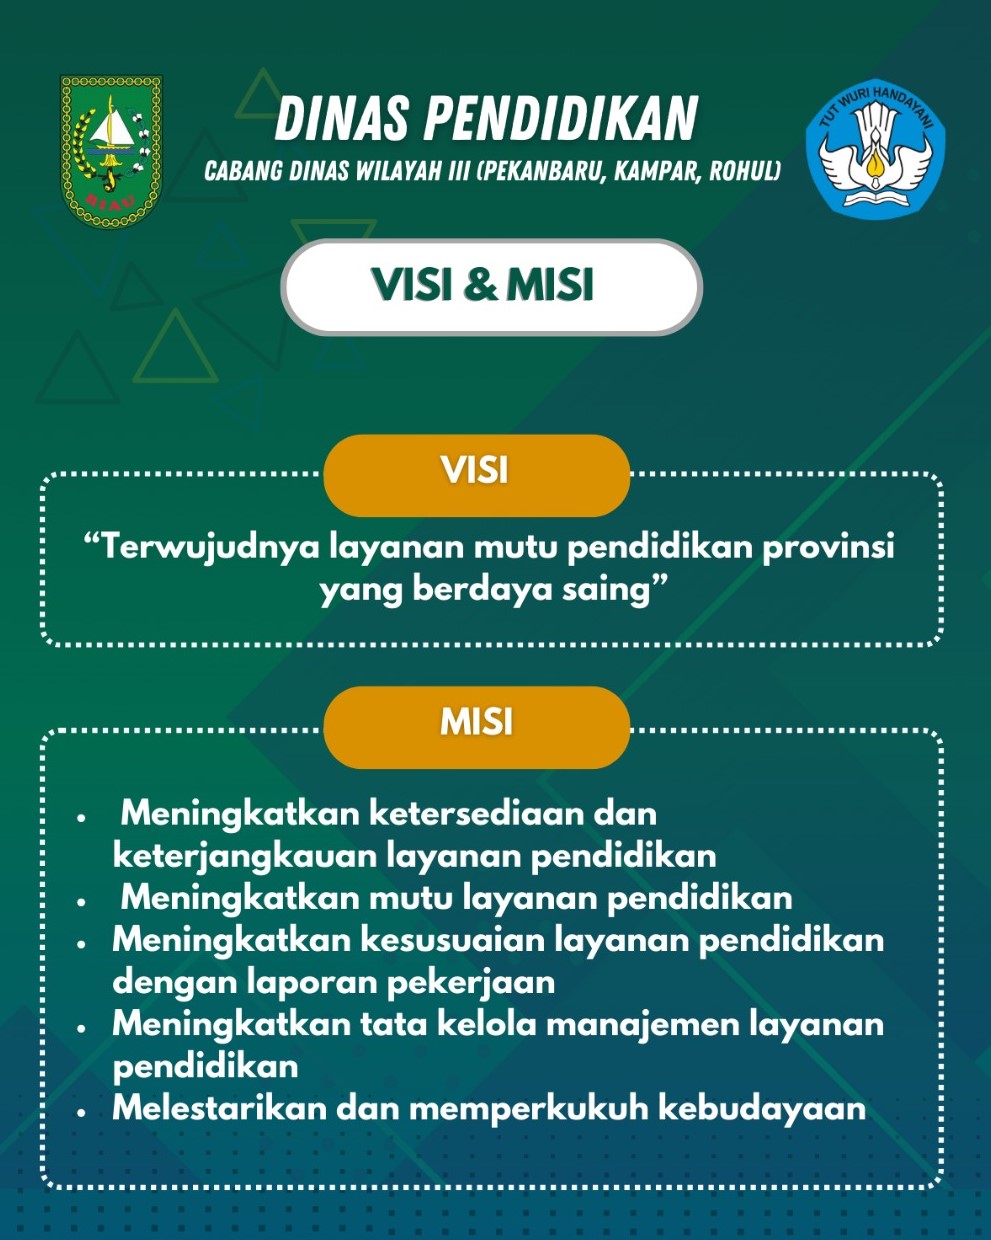 DINAS PENDIDIKAN
CABANG DINAS WILAYAH III (PEKANBARU, KAMPAR, ROHUL)
RIAU
TUT WURI HANDAYANI
VISI & MISI
VISI
“Terwujudnya layanan mutu pendidikan provinsi
yang berdaya saing”
MISI
• Meningkatkan ketersediaan dan
keterjangkauan layanan pendidikan
• Meningkatkan mutu layanan pendidikan
• Meningkatkan kesusuaian layanan pendidikan
dengan laporan pekerjaan
• Meningkatkan tata kelola manajemen layanan
pendidikan
• Melestarikan dan memperkukuh kebudayaan